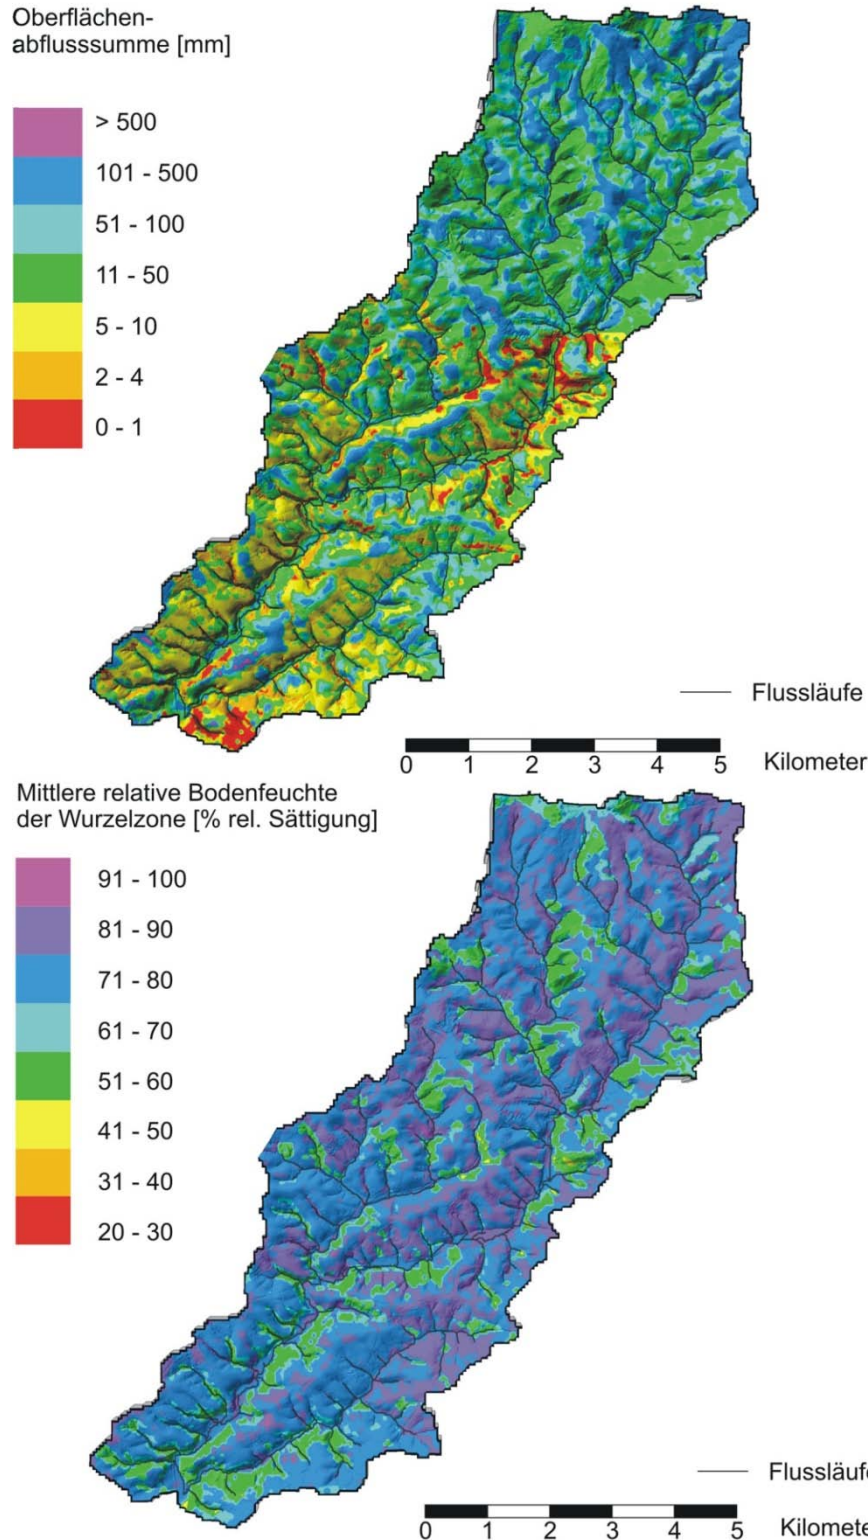 Oberflächen-
abflusssumme [mm]
> 500
101 - 500
51 - 100
11 - 50
5 - 10
2 - 4
0 - 1
Flussläufe
0 1 2 3 4 5 Kilometer
Mittlere relative Bodenfeuchte
der Wurzelzone [% rel. Sättigung]
91 - 100
81 - 90
71 - 80
61 - 70
51 - 60
41 - 50
31 - 40
20 - 30
Flussläufe
0 1 2 3 4 5 Kilomete